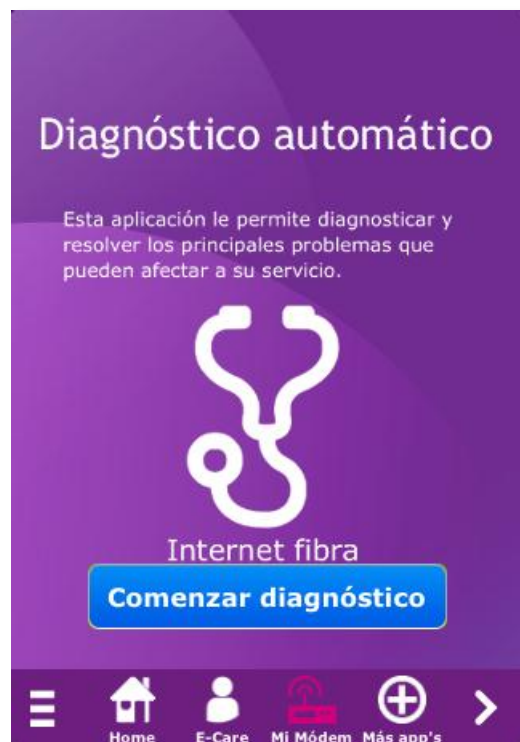 Diagnóstico automático
Esta aplicación le permite diagnosticar y
resolver los principales problemas que
pueden afectar a su servicio.
Internet fibra
Comenzar diagnóstico
Home E-Care Mi Módem Más app's